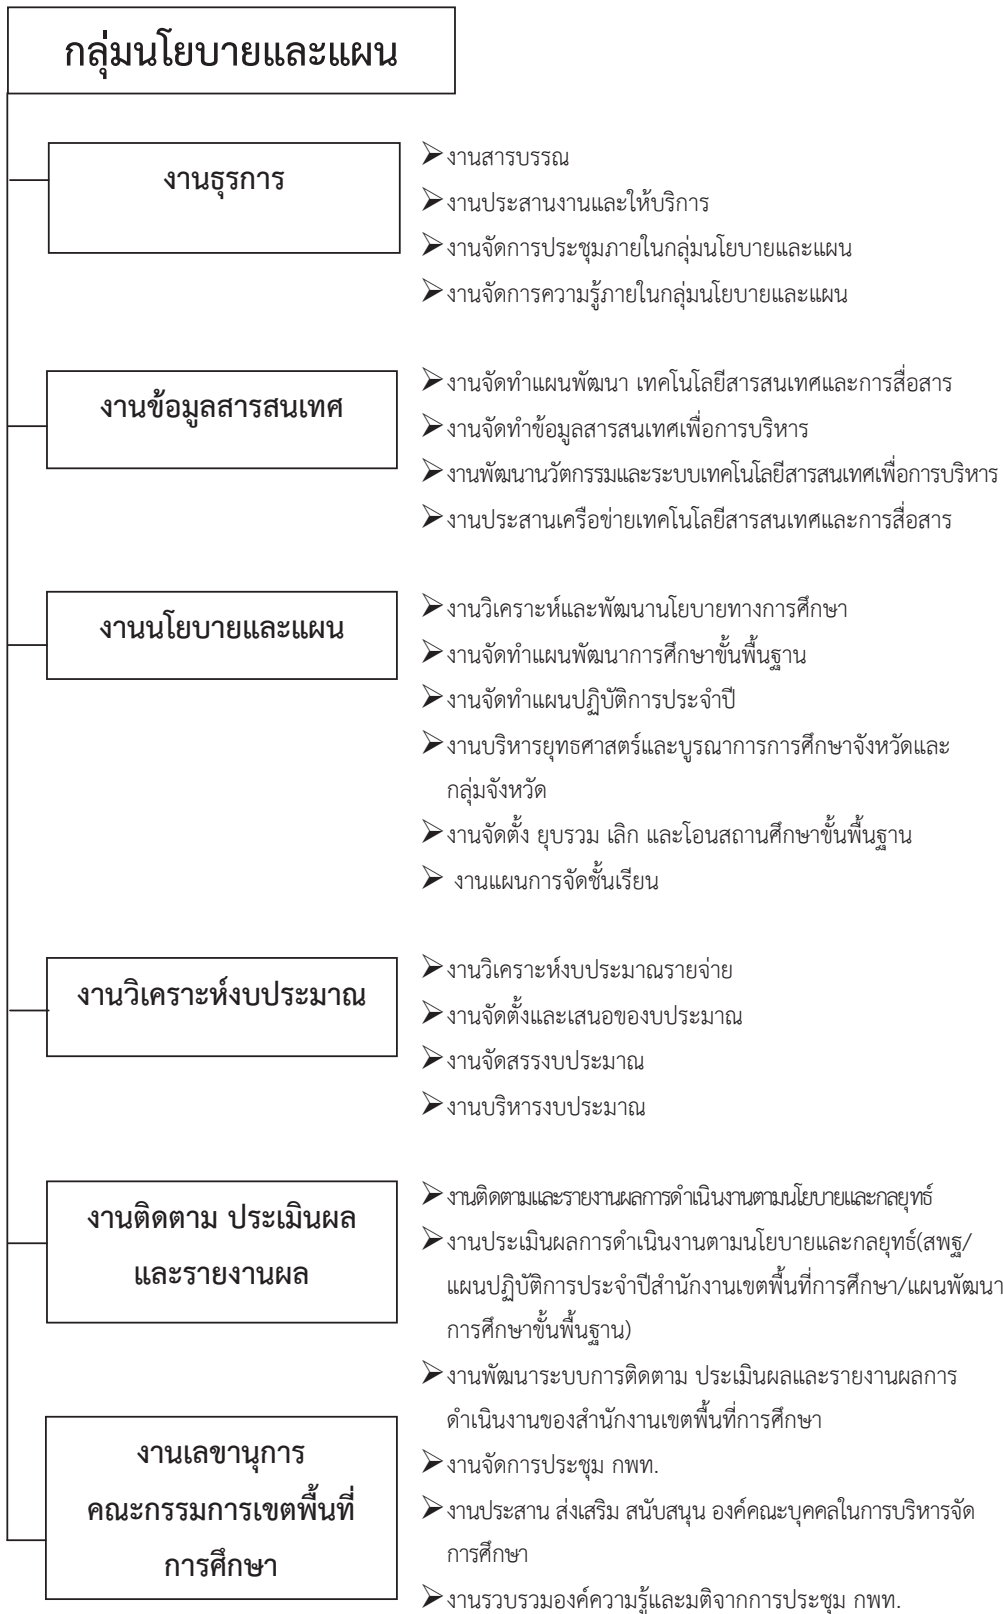 กลุ่มนโยบายและแผน
งานธุรการ
➢งานสารบรรณ
➢งานประสานงานและให้บริการ
➢งานจัดการประชุมภายในกลุ่มนโยบายและแผน
➢งานจัดการความรู้ภายในกลุ่มนโยบายและแผน
งานข้อมูลสารสนเทศ
➢งานจัดทำแผนพัฒนา เทคโนโลยีสารสนเทศและการสื่อสาร
➢งานจัดทำข้อมูลสารสนเทศเพื่อการบริหาร
➢งานพัฒนานวัตกรรมและระบบเทคโนโลยีสารสนเทศเพื่อการบริหาร
➢งานประสานเครือข่ายเทคโนโลยีสารสนเทศและการสื่อสาร
งานนโยบายและแผน
➢งานวิเคราะห์และพัฒนานโยบายทางการศึกษา
➢งานจัดทำแผนพัฒนาการศึกษาขั้นพื้นฐาน
➢งานจัดทำแผนปฏิบัติการประจำปี
➢งานบริหารยุทธศาสตร์และบูรณาการการศึกษาจังหวัดและ
กลุ่มจังหวัด
➢งานจัดตั้ง ยุบรวม เลิก และโอนสถานศึกษาขั้นพื้นฐาน
➢ งานแผนการจัดชั้นเรียน
งานวิเคราะห์งบประมาณ
➢งานวิเคราะห์งบประมาณรายจ่าย
➢งานจัดตั้งและเสนอของบประมาณ
➢งานจัดสรรงบประมาณ
➢งานบริหารงบประมาณ
งานติดตาม ประเมินผล
และรายงานผล
➢งานติดตามและรายงานผลการดำเนินงานตามนโยบายและกลยุทธ์
➢งานประเมินผลการดำเนินงานตามนโยบายและกลยุทธ์(สพฐ/
แผนปฏิบัติการประจำปีสำนักงานเขตพื้นที่การศึกษา/แผนพัฒนา
การศึกษาขั้นพื้นฐาน)
➢งานพัฒนาระบบการติดตาม ประเมินผลและรายงานผลการ
ดำเนินงานของสำนักงานเขตพื้นที่การศึกษา
งานเลขานุการ
คณะกรรมการเขตพื้นที่
การศึกษา
➢งานจัดการประชุม กพท.
➢งานประสาน ส่งเสริม สนับสนุน องค์คณะบุคคลในการบริหารจัด
การศึกษา
➢งานรวบรวมองค์ความรู้และมติจากการประชุม กพท.